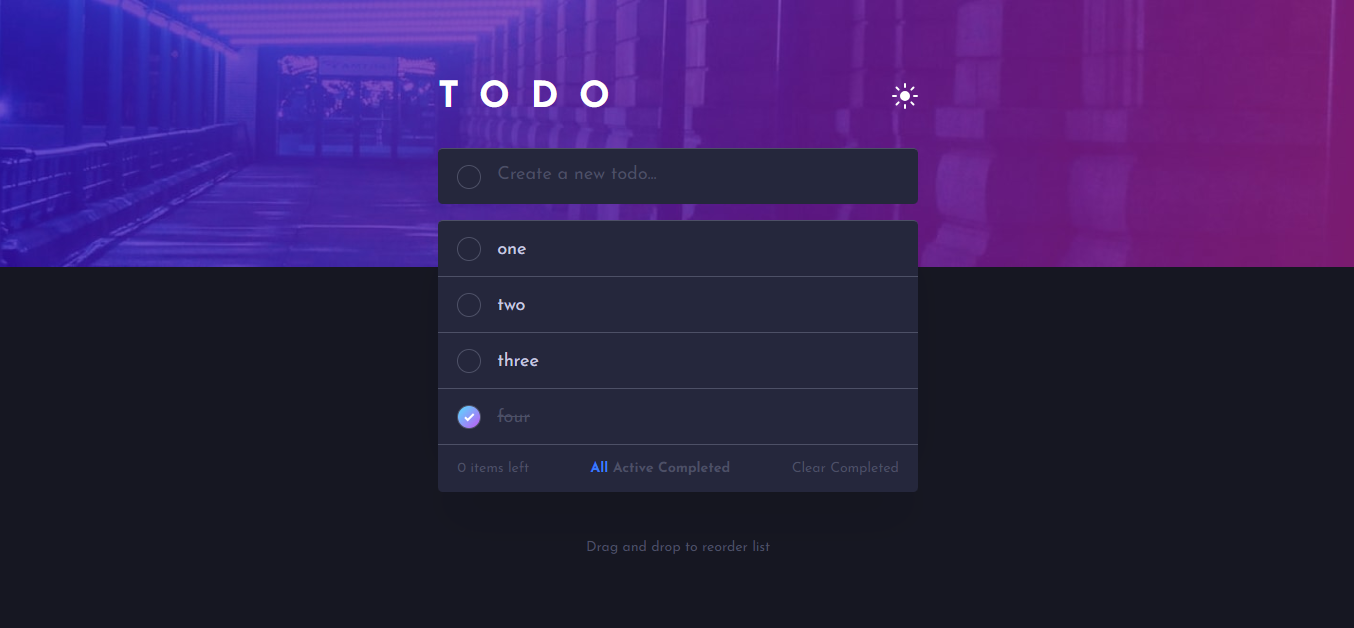 TODO
Create a new todo...
one
two
three
four
0 items left All Active Completed Clear Completed
Drag and drop to reorder list